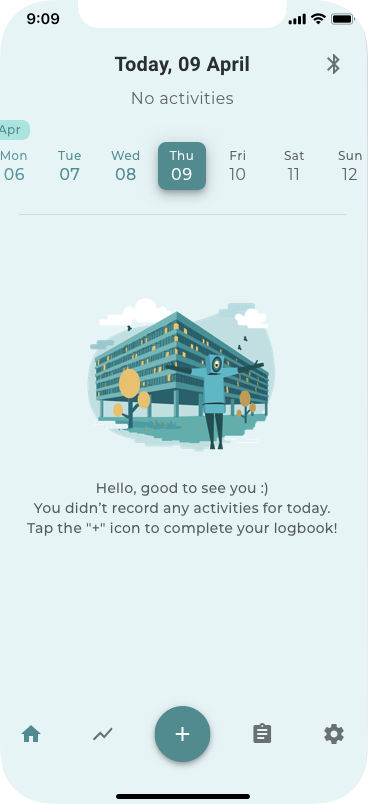 9:09
Today, 09 April
No activities
Apr
Mon Tue Wed Thu Fri Sat Sun
06 07 08 09 10 11 12
Hello, good to see you :)
You didn't record any activities for today.
Tap the "+" icon to complete your logbook!
+